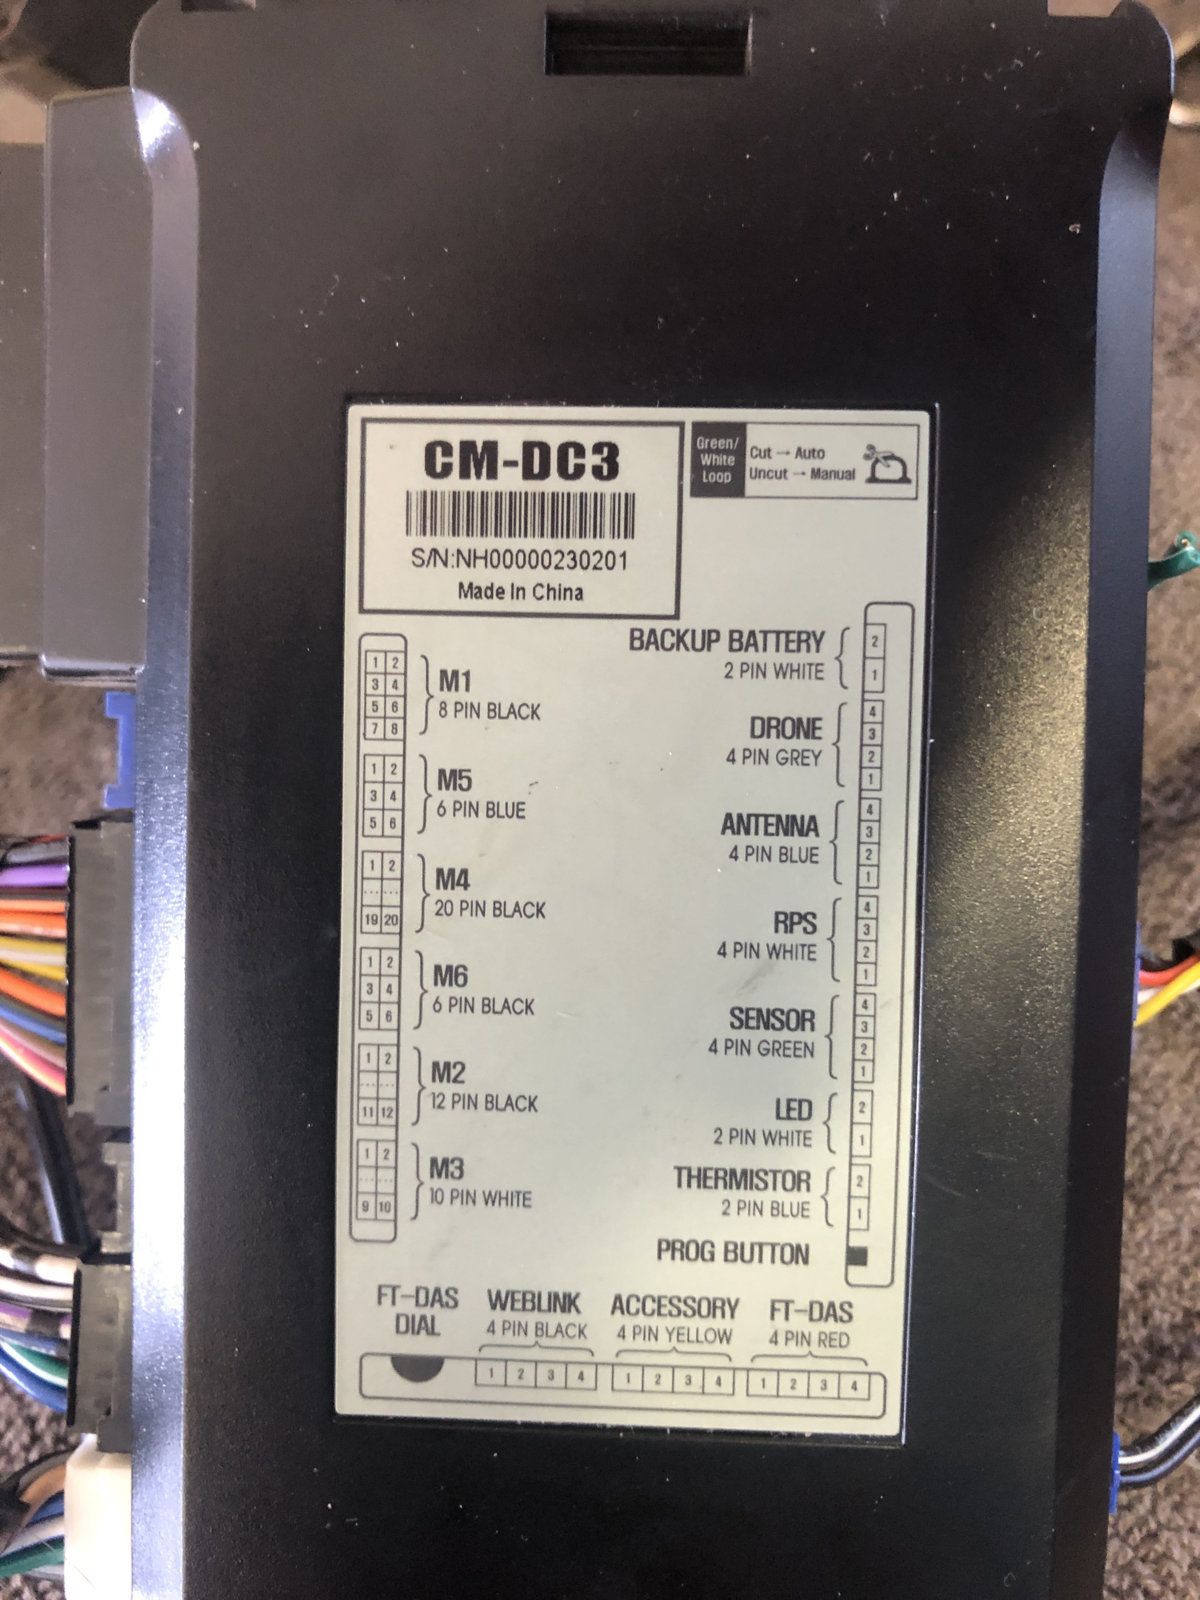 CM-DC3
S/N:NH00000230201
Made In China
Green/
White
Loop
Cut → Auto
Uncut → Manual
1 2
3 4
5 6
7 8
M1
8 PIN BLACK
1 2
3 4
5 6
M5
6 PIN BLUE
1 2
19 20
M4
20 PIN BLACK
1 2
3 4
5 6
M6
6 PIN BLACK
1 2
11 12
M2
12 PIN BLACK
1 2
9 10
M3
10 PIN WHITE
BACKUP BATTERY
2 PIN WHITE
2
1
DRONE
4 PIN GREY
4
3
2
1
ANTENNA
4 PIN BLUE
4
3
2
1
RPS
4 PIN WHITE
4
3
2
1
SENSOR
4 PIN GREEN
4
3
2
1
LED
2 PIN WHITE
2
1
THERMISTOR
2 PIN BLUE
2
1
PROG BUTTON
FT-DAS
DIAL
WEBLINK
4 PIN BLACK
1 2 3 4
ACCESSORY
4 PIN YELLOW
1 2 3 4
FT-DAS
4 PIN RED
1 2 3 4